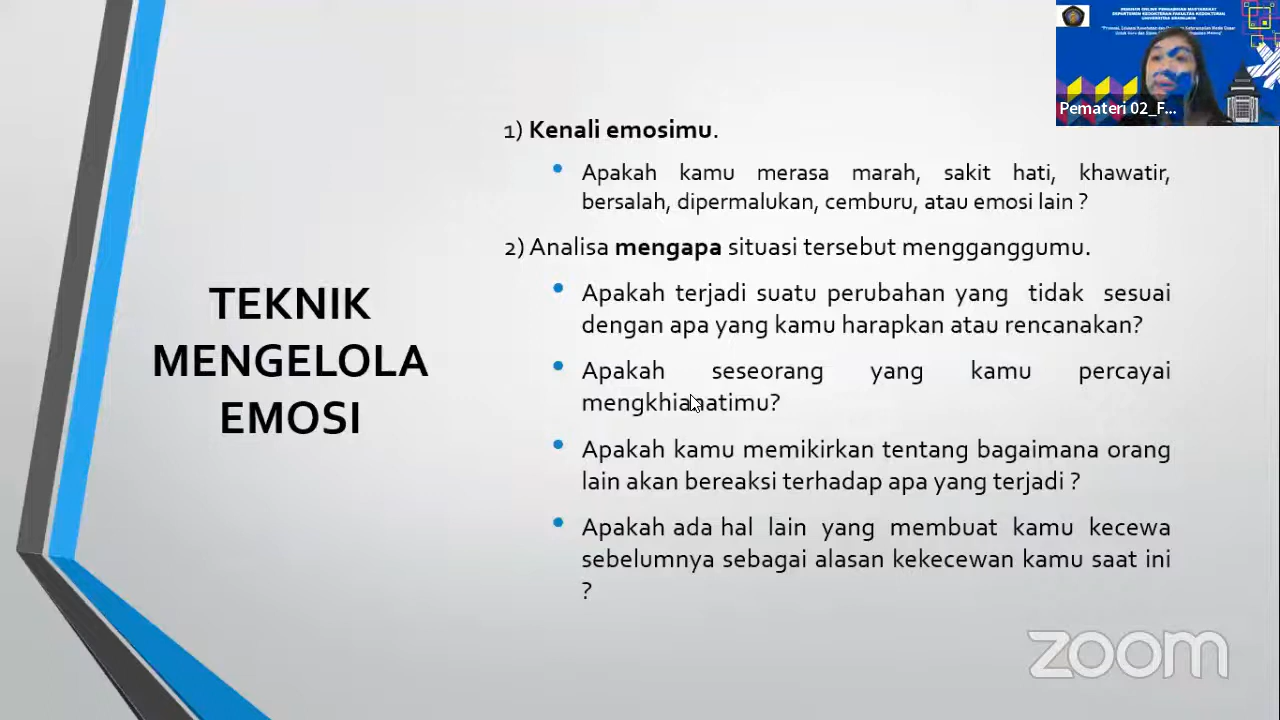 TEKNIK
MENGELOLA
EMOSI
1) Kenali emosimu.
Apakah kamu merasa marah, sakit hati, khawatir,
bersalah, dipermalukan, cemburu, atau emosi lain ?
2) Analisa mengapa situasi tersebut mengganggumu.
Apakah terjadi suatu perubahan yang tidak sesuai
dengan apa yang kamu harapkan atau rencanakan?
Apakah seseorang yang kamu percayai
mengkhianatimu?
Apakah kamu memikirkan tentang bagaimana orang
lain akan bereaksi terhadap apa yang terjadi ?
Apakah ada hal lain yang membuat kamu kecewa
sebelumnya sebagai alasan kekecewan kamu saat ini
?
Pemateri 02_F...
zoom